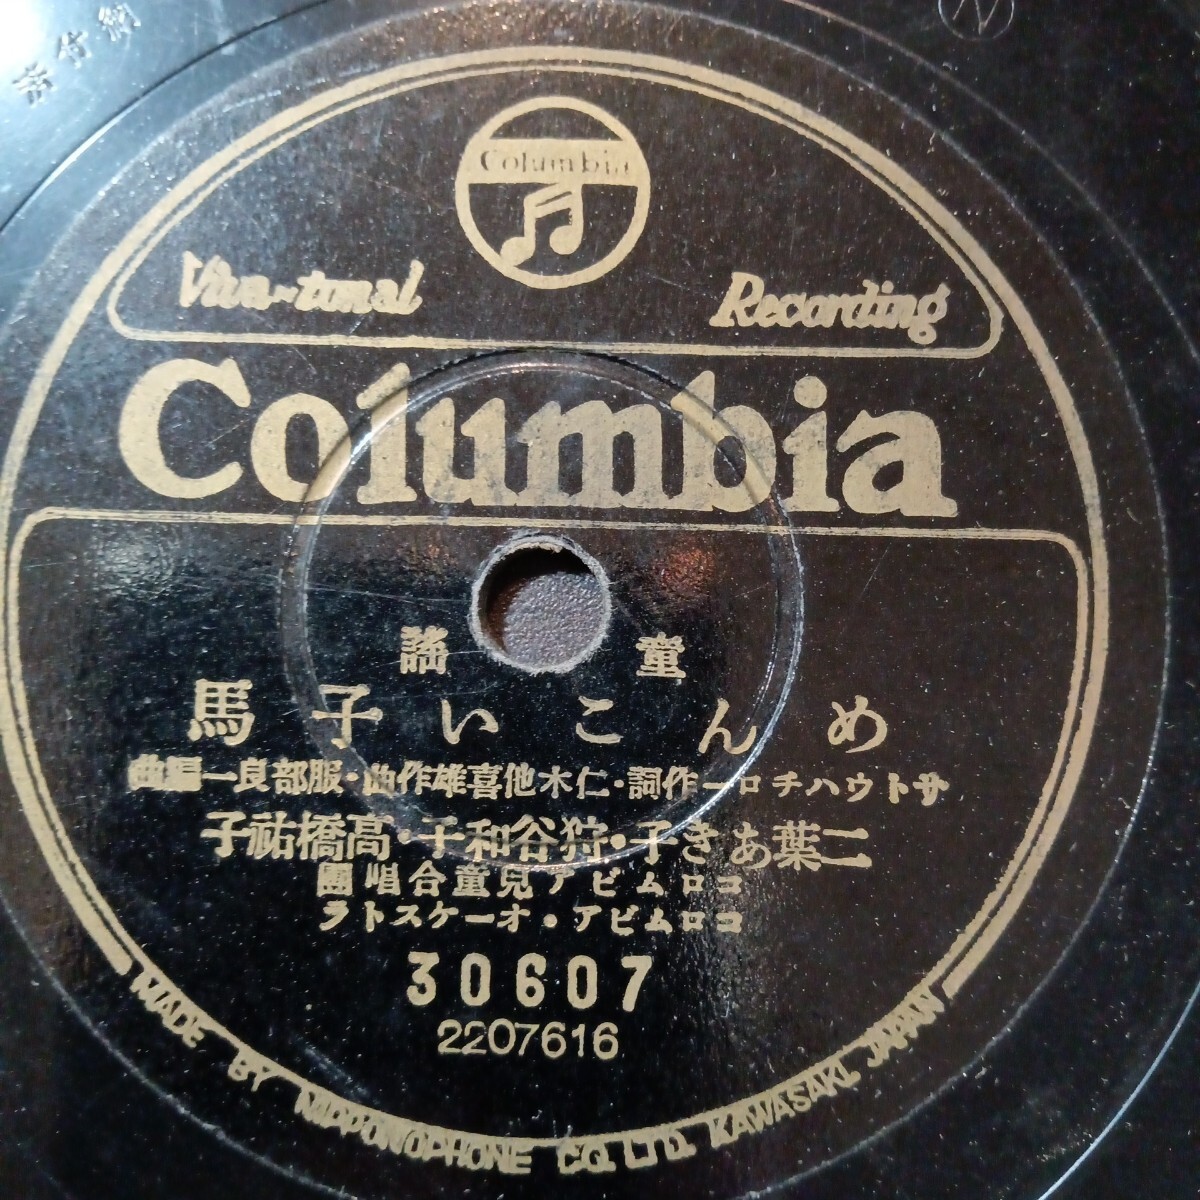 Columbia
Viva-tonal Recording
Columbia
童謠
めんこい子馬
サトウハチロー作詞・仁木他喜雄作曲・服部良一編曲
二葉あき子・狩谷和子・高橋祐子
コロムビア兒童合唱團
コロムビア・オーケストラ
30607
2207616
MADE BY NIPPONOPHONE CO. LTD. KAWASAKI, JAPAN
N